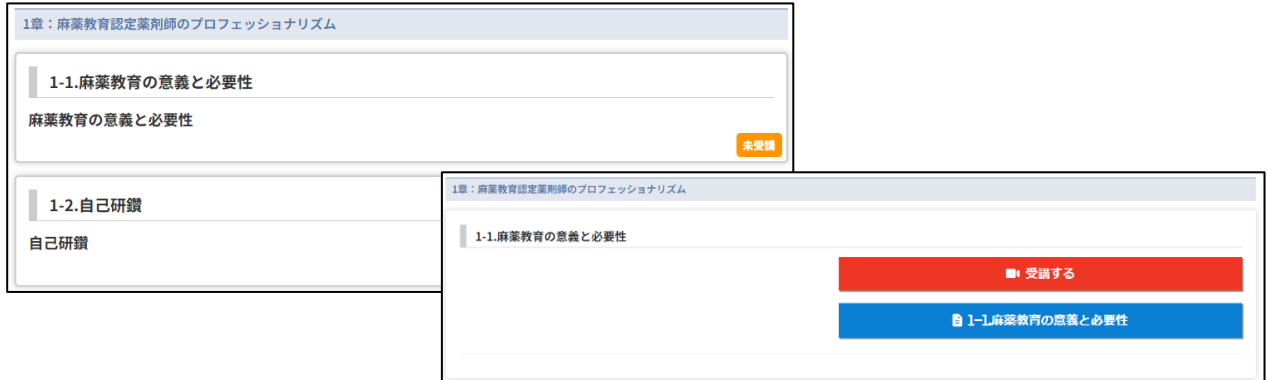 1章：麻薬教育認定薬剤師のプロフェッショナリズム
1-1.麻薬教育の意義と必要性
麻薬教育の意義と必要性
未受講
1-2.自己研鑽
自己研鑽
1章：麻薬教育認定薬剤師のプロフェッショナリズム
1-1.麻薬教育の意義と必要性
受講する
1-1.麻薬教育の意義と必要性